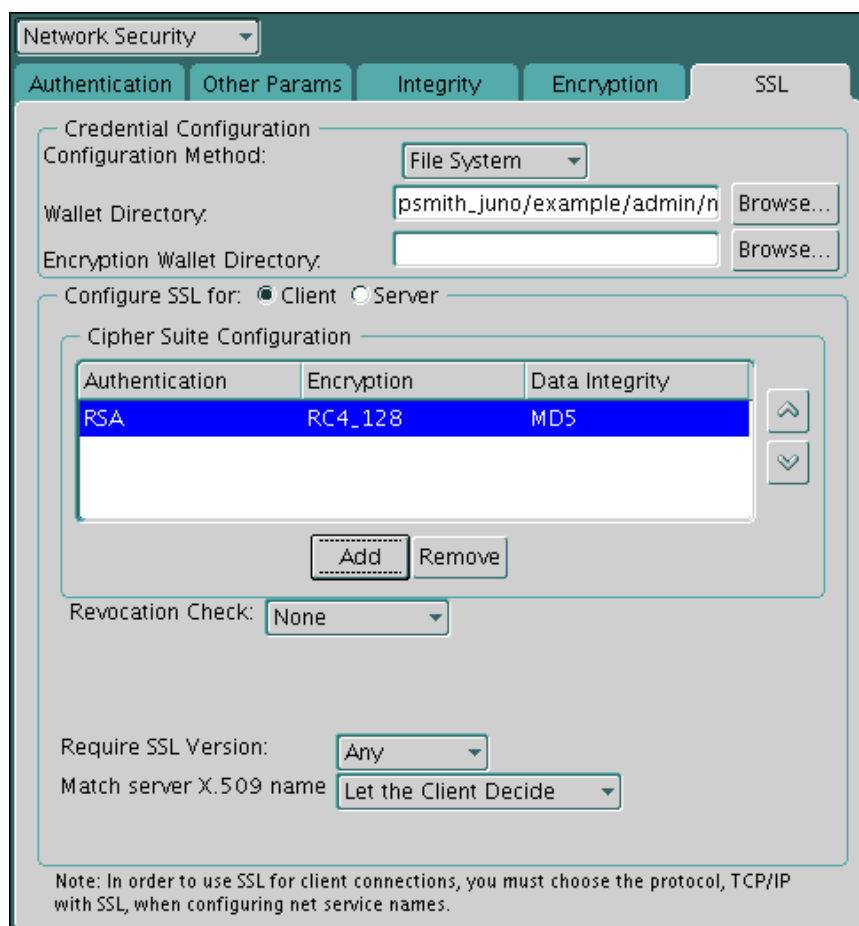 Network Security
Authentication Other Params Integrity Encryption SSL
Credential Configuration
Configuration Method: File System
Wallet Directory: psmith_juno/example/admin/n Browse...
Encryption Wallet Directory: Browse...
Configure SSL for: Client Server
Cipher Suite Configuration
Authentication Encryption Data Integrity
RSA RC4_128 MD5
Add Remove
Revocation Check: None
Require SSL Version: Any
Match server X.509 name Let the Client Decide
Note: In order to use SSL for client connections, you must choose the protocol, TCP/IP
with SSL, when configuring net service names.